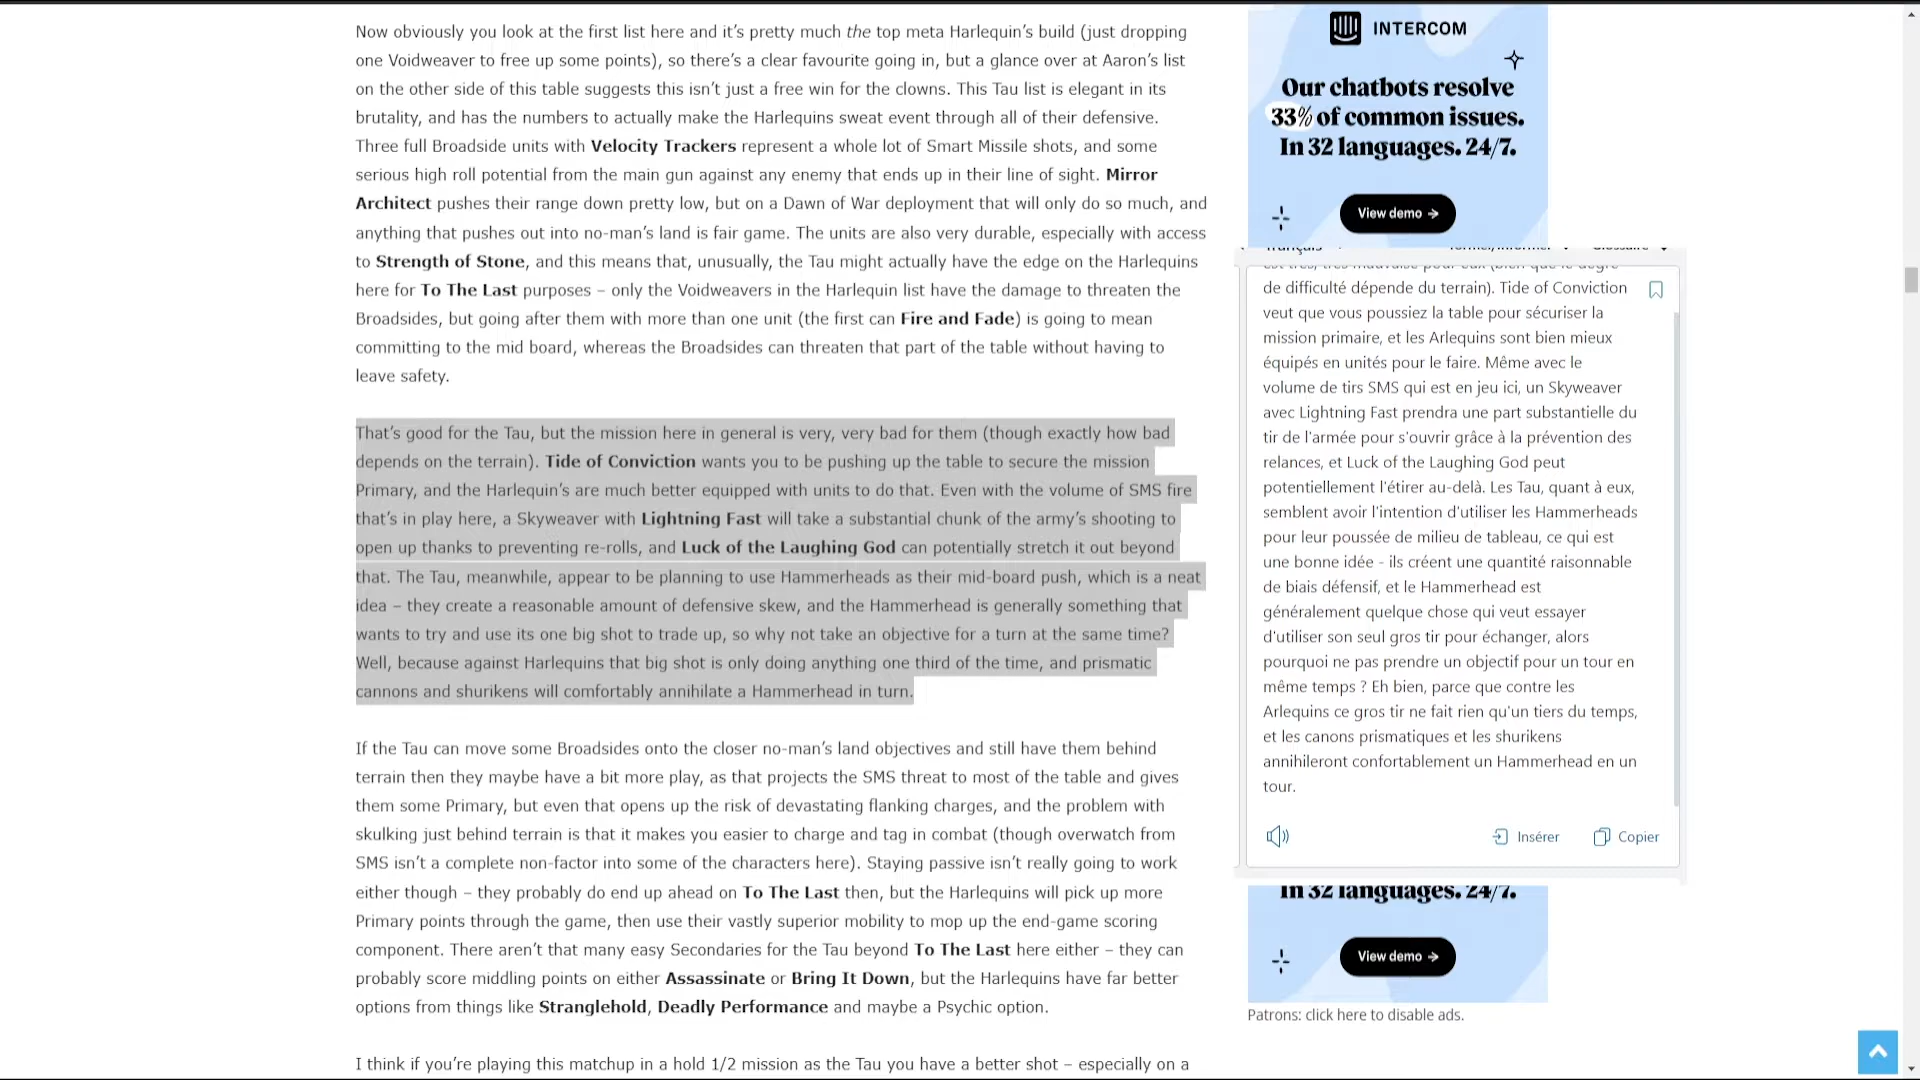 Now obviously you look at the first list here and it’s pretty much the top meta Harlequin’s build (just dropping
one Voidweaver to free up some points), so there’s a clear favourite going in, but a glance over at Aaron’s list
on the other side of this table suggests this isn’t just a free win for the clowns. This Tau list is elegant in its
brutality, and has the numbers to actually make the Harlequins sweat event through all of their defensive.
Three full Broadside units with Velocity Trackers represent a whole lot of Smart Missile shots, and some
serious high roll potential from the main gun against any enemy that ends up in their line of sight. Mirror
Architect pushes their range down pretty low, but on a Dawn of War deployment that will only do so much, and
anything that pushes out into no-man’s land is fair game. The units are also very durable, especially with access
to Strength of Stone, and this means that, unusually, the Tau might actually have the edge on the Harlequins
here for To The Last purposes – only the Voidweavers in the Harlequin list have the damage to threaten the
Broadsides, but going after them with more than one unit (the first can Fire and Fade) is going to mean
committing to the mid board, whereas the Broadsides can threaten that part of the table without having to
leave safety.
That’s good for the Tau, but the mission here in general is very, very bad for them (though exactly how bad
depends on the terrain). Tide of Conviction wants you to be pushing up the table to secure the mission
Primary, and the Harlequin’s are much better equipped with units to do that. Even with the volume of SMS fire
that’s in play here, a Skyweaver with Lightning Fast will take a substantial chunk of the army’s shooting to
open up thanks to preventing re-rolls, and Luck of the Laughing God can potentially stretch it out beyond
that. The Tau, meanwhile, appear to be planning to use Hammerheads as their mid-board push, which is a neat
idea – they create a reasonable amount of defensive skew, and the Hammerhead is generally something that
wants to try and use its one big shot to trade up, so why not take an objective for a turn at the same time?
Well, because against Harlequins that big shot is only doing anything one third of the time, and prismatic
cannons and shurikens will comfortably annihilate a Hammerhead in turn.
If the Tau can move some Broadsides onto the closer no-man’s land objectives and still have them behind
terrain then they maybe have a bit more play, as that projects the SMS threat to most of the table and gives
them some Primary, but even that opens up the risk of devastating flanking charges, and the problem with
skulking just behind terrain is that it makes you easier to charge and tag in combat (though overwatch from
SMS isn’t a complete non-factor into some of the characters here). Staying passive isn’t really going to work
either though – they probably do end up ahead on To The Last then, but the Harlequins will pick up more
Primary points through the game, then use their vastly superior mobility to mop up the end-game scoring
component. There aren’t that many easy Secondaries for the Tau beyond To The Last here either – they can
probably score middling points on either Assassinate or Bring It Down, but the Harlequins have far better
options from things like Stranglehold, Deadly Performance and maybe a Psychic option.
I think if you’re playing this matchup in a hold 1/2 mission as the Tau you have a better shot – especially on a
INTERCOM
Our chatbots resolve
33% of common issues.
In 32 languages. 24/7.
View demo →
est très, très mauvaise pour eux (bien que le degré
de difficulté dépende du terrain). Tide of Conviction
veut que vous poussiez la table pour sécuriser la
mission primaire, et les Arlequins sont bien mieux
équipés en unités pour le faire. Même avec le
volume de tirs SMS qui est en jeu ici, un Skyweaver
avec Lightning Fast prendra une part substantielle du
tir de l'armée pour s'ouvrir grâce à la prévention des
relances, et Luck of the Laughing God peut
potentiellement l'étirer au-delà. Les Tau, quant à eux,
semblent avoir l'intention d'utiliser les Hammerheads
pour leur poussée de milieu de tableau, ce qui est
une bonne idée - ils créent une quantité raisonnable
de biais défensif, et le Hammerhead est
généralement quelque chose qui veut essayer
d'utiliser son seul gros tir pour échanger, alors
pourquoi ne pas prendre un objectif pour un tour en
même temps ? Eh bien, parce que contre les
Arlequins ce gros tir ne fait rien qu'un tiers du temps,
et les canons prismatiques et les shurikens
annihileront confortablement un Hammerhead en un
tour.
Insérer Copier
In 32 languages. 24/7.
View demo →
Patrons: click here to disable ads.